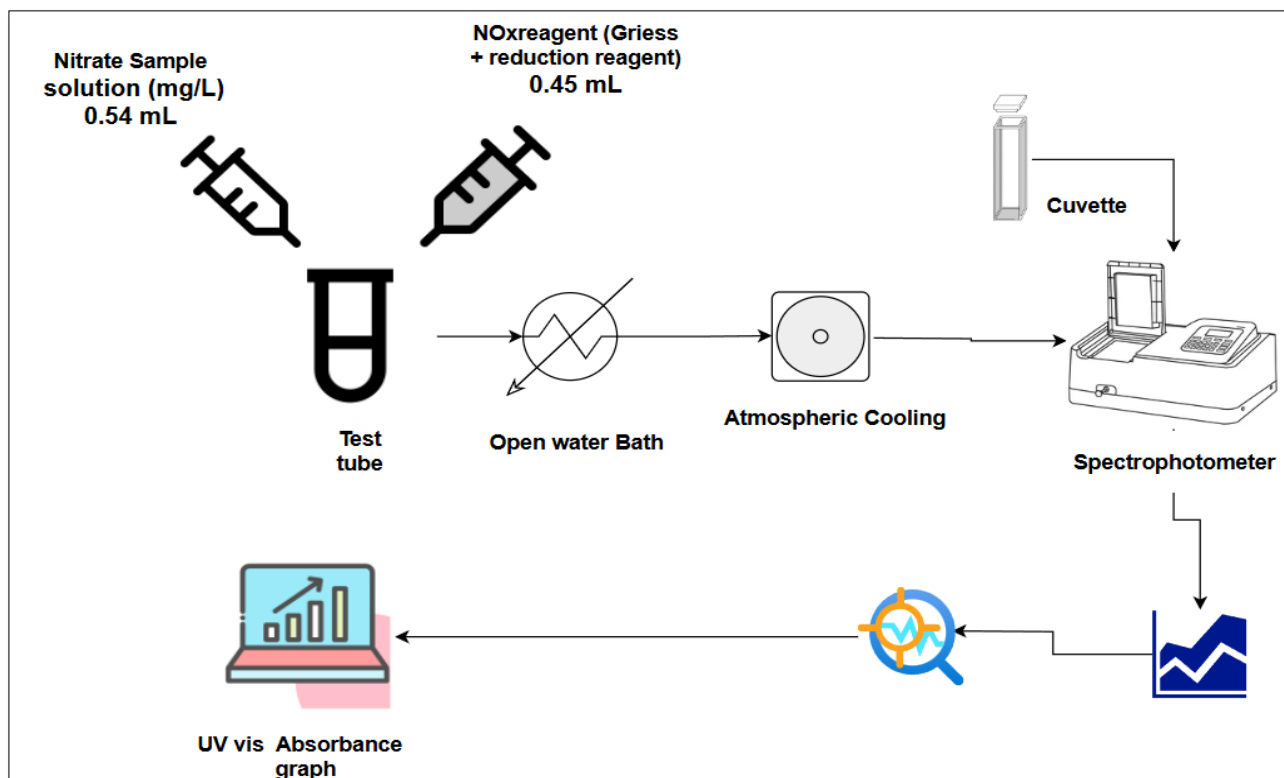 Nitrate Sample
solution (mg/L)
0.54 mL
NOxreagent (Griess
+ reduction reagent)
0.45 mL
Cuvette
Test
tube
Open water Bath
Atmospheric Cooling
Spectrophotometer
UV vis Absorbance
graph